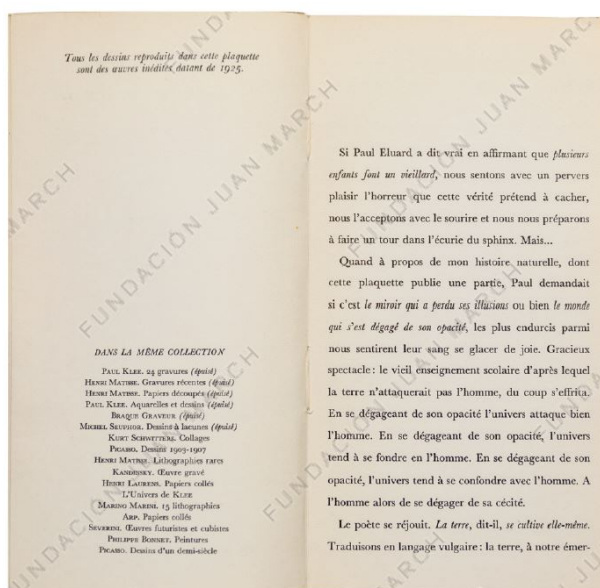 Tous les dessins reproduits dans cette plaquette
sont des œuvres inédites datant de 1925.
DANS LA MÊME COLLECTION
PAUL KLEE. 24 gravures (épuisé)
HENRI MATISSE. Gravures récentes (épuisé)
HENRI MATISSE. Papiers découpés (épuisé)
PAUL KLEE. Aquarelles et dessins (épuisé)
BRAQUE GRAVEUR (épuisé)
MICHEL SEUPHOR. Dessins à lacunes (épuisé)
KURT SCHWITTERS. Collages
PICASSO. Dessins 1903-1907
HENRI MATISSE. Lithographies rares
KANDINSKY. Œuvre gravé
HENRI LAURENS. Papiers collés
L'Univers de KLEE
MARINO MARINI. 15 lithographies
ARP. Papiers collés
SEVERINI. Œuvres futuristes et cubistes
PHILIPPE BONNET. Peintures
PICASSO. Dessins d'un demi-siècle
Si Paul Eluard a dit vrai en affirmant que plusieurs
enfants font un vieillard, nous sentons avec un pervers
plaisir l'horreur que cette vérité prétend à cacher,
nous l'acceptons avec le sourire et nous nous préparons
à faire un tour dans l'écurie du sphinx. Mais...
Quand à propos de mon histoire naturelle, dont
cette plaquette publie une partie, Paul demandait
si c'est le miroir qui a perdu ses illusions ou bien le monde
qui s'est dégagé de son opacité, les plus endurcis parmi
nous sentirent leur sang se glacer de joie. Gracieux
spectacle: le vieil enseignement scolaire d'après lequel
la terre n'attaquerait pas l'homme, du coup s'effrita.
En se dégageant de son opacité l'univers attaque bien
l'homme. En se dégageant de son opacité, l'univers
tend à se fondre en l'homme. En se dégageant de son
opacité, l'univers tend à se confondre avec l'homme. A
l'homme alors de se dégager de sa cécité.
Le poète se réjouit. La terre, dit-il, se cultive elle-même.
Traduisons en langage vulgaire: la terre, à notre émer-
FUNDACIÓN JUAN MARCH